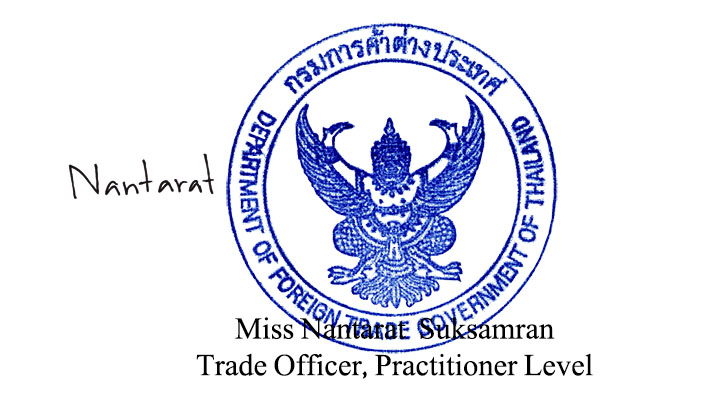 กรมการค้าต่างประเทศ
Nantarat
DEPARTMENT OF FOREIGN TRADE GOVERNMENT OF THAILAND
Miss Nantarat Suksamran
Trade Officer, Practitioner Level